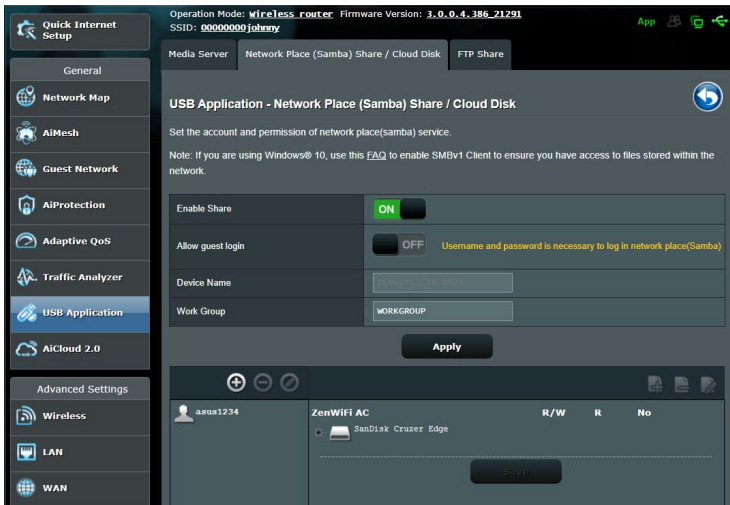 Quick Internet
Setup
General
Network Map
AiMesh
Guest Network
AiProtection
Adaptive QoS
Traffic Analyzer
USB Application
AiCloud 2.0
Advanced Settings
Wireless
LAN
WAN
Operation Mode: Wireless router Firmware Version: 3.0.0.4.386_21291
SSID: 00000000johnny
App
Media Server
Network Place (Samba) Share / Cloud Disk
FTP Share
USB Application - Network Place (Samba) Share / Cloud Disk
Set the account and permission of network place(samba) service.
Note: If you are using Windows® 10, use this FAQ to enable SMBv1 Client to ensure you have access to files stored within the
network.
Enable Share
ON
Allow guest login
OFF
Username and password is necessary to log in network place(Samba)
Device Name
Work Group
WORKGROUP
Apply
asus1234
ZenWiFi AC
R/W
R
No
SanDisk Cruzer Edge
Save